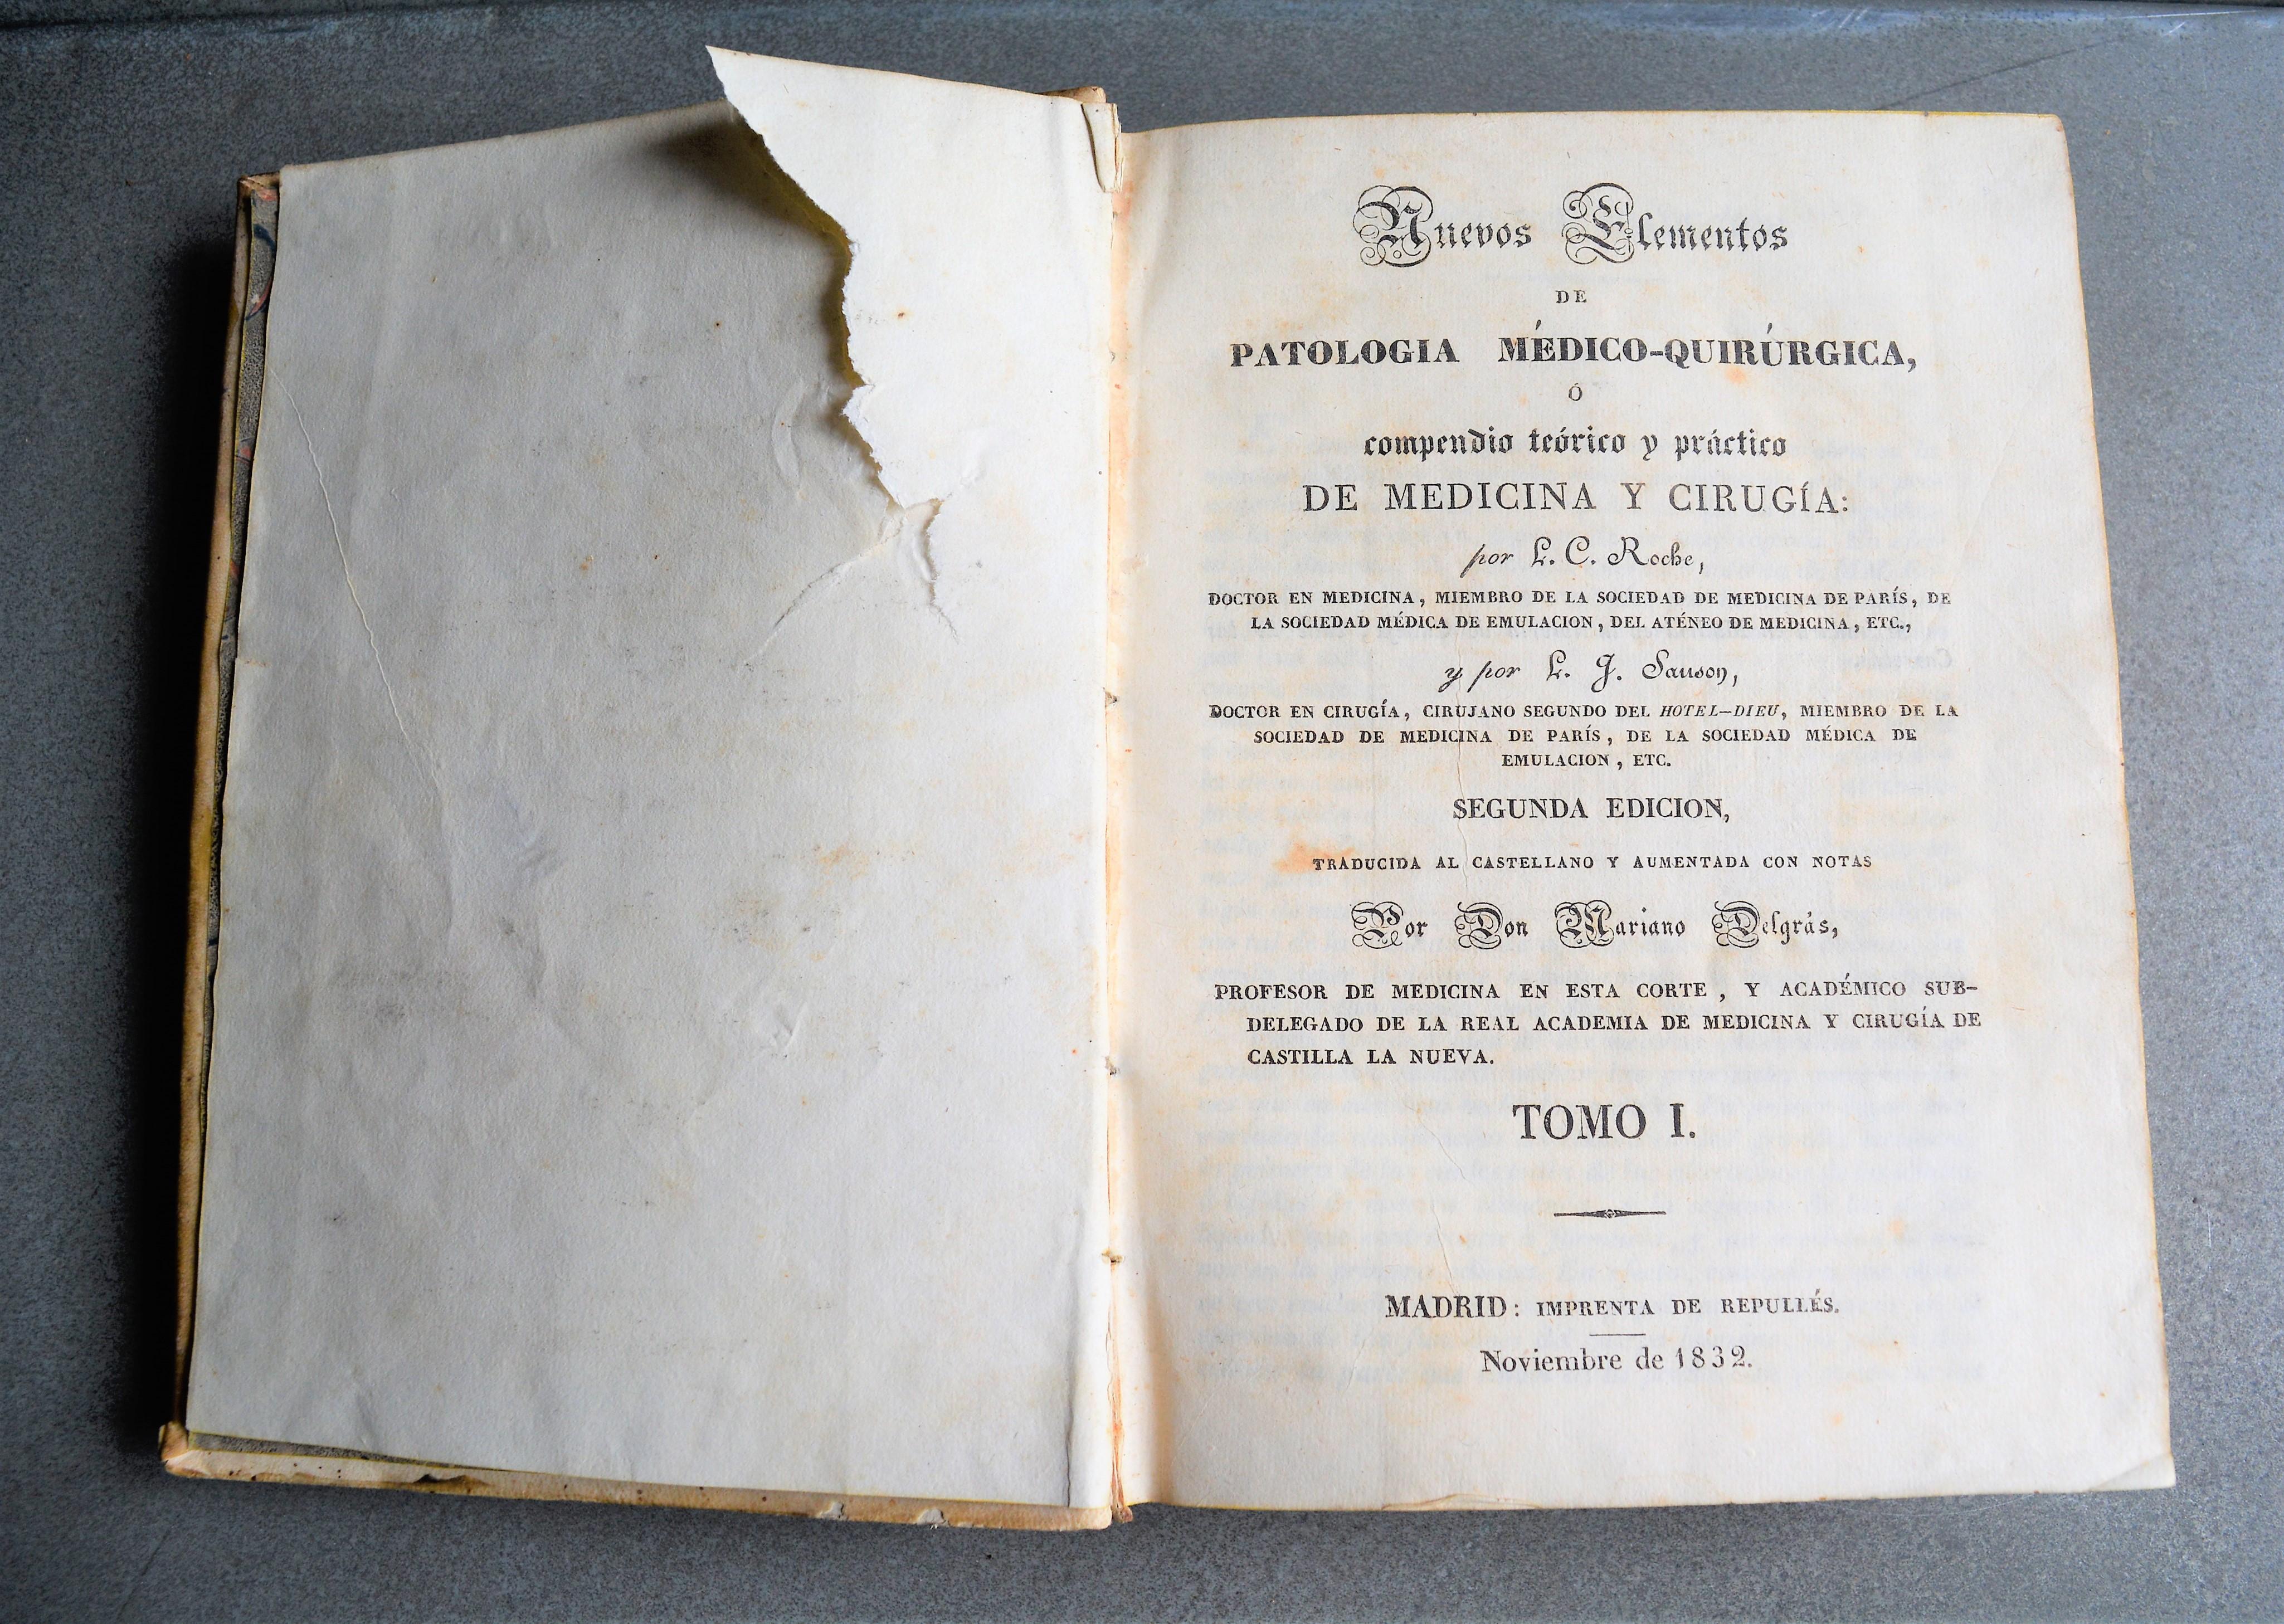 Nuevos Elementos
DE
PATOLOGIA MÉDICO-QUIRÚRGICA,
Ó
compendio teórico y práctico
DE MEDICINA Y CIRUGÍA:
por L. C. Roche,
DOCTOR EN MEDICINA, MIEMBRO DE LA SOCIEDAD DE MEDICINA DE PARÍS, DE
LA SOCIEDAD MÉDICA DE EMULACION, DEL ATÉNEO DE MEDICINA, ETC.,
y por L. J. Sanson,
DOCTOR EN CIRUGÍA, CIRUJANO SEGUNDO DEL HOTEL-DIEU, MIEMBRO DE LA
SOCIEDAD DE MEDICINA DE PARÍS, DE LA SOCIEDAD MÉDICA DE
EMULACION, ETC.
SEGUNDA EDICION,
TRADUCIDA AL CASTELLANO Y AUMENTADA CON NOTAS
Por Don Mariano Delgrás,
PROFESOR DE MEDICINA EN ESTA CORTE, Y ACADÉMICO SUB-
DELEGADO DE LA REAL ACADEMIA DE MEDICINA Y CIRUGÍA DE
CASTILLA LA NUEVA.
TOMO I.
MADRID: IMPRENTA DE REPULLÉS.
Noviembre de 1832.